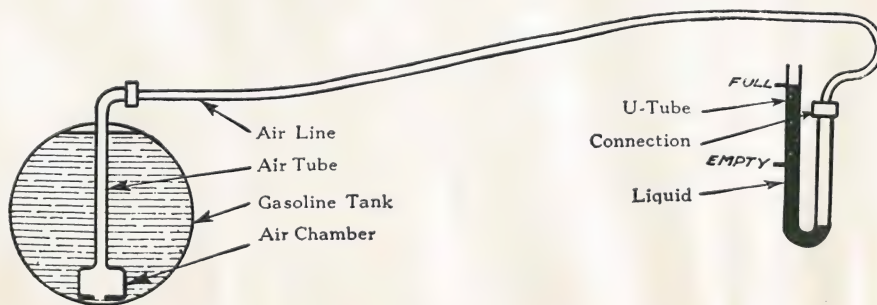 Air Line
Air Tube
Gasoline Tank
Air Chamber
FULL
U-Tube
Connection
EMPTY
Liquid